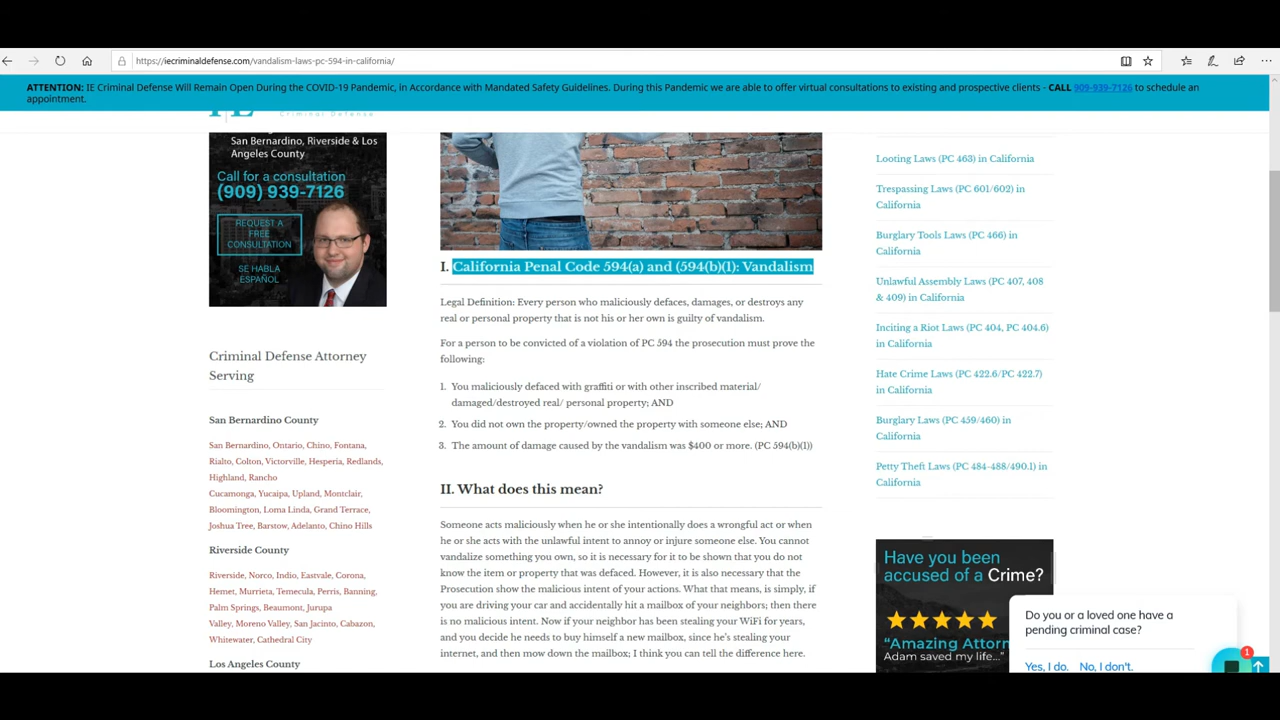 https://iecriminaldefense.com/vandalism-laws-pc-594-in-california/
ATTENTION: IE Criminal Defense Will Remain Open During the COVID-19 Pandemic, in Accordance with Mandated Safety Guidelines. During this Pandemic we are able to offer virtual consultations to existing and prospective clients - CALL 909-939-7126 to schedule an
appointment.
Criminal Defense
San Bernardino, Riverside & Los
Angeles County
Call for a consultation
(909) 939-7126
REQUEST A
FREE
CONSULTATION
SE HABLA
ESPAÑOL
Criminal Defense Attorney
Serving
San Bernardino County
San Bernardino, Ontario, Chino, Fontana,
Rialto, Colton, Victorville, Hesperia, Redlands,
Highland, Rancho
Cucamonga, Yucaipa, Upland, Montclair,
Bloomington, Loma Linda, Grand Terrace,
Joshua Tree, Barstow, Adelanto, Chino Hills
Riverside County
Riverside, Norco, Indio, Eastvale, Corona,
Hemet, Murrieta, Temecula, Perris, Banning,
Palm Springs, Beaumont, Jurupa
Valley, Moreno Valley, San Jacinto, Cabazon,
Whitewater, Cathedral City
Los Angeles County
I. California Penal Code 594(a) and (594(b)(1): Vandalism
Legal Definition: Every person who maliciously defaces, damages, or destroys any
real or personal property that is not his or her own is guilty of vandalism.
For a person to be convicted of a violation of PC 594 the prosecution must prove the
following:
1. You maliciously defaced with graffiti or with other inscribed material/
damaged/destroyed real/ personal property; AND
2. You did not own the property/owned the property with someone else; AND
3. The amount of damage caused by the vandalism was $400 or more. (PC 594(b)(1))
II. What does this mean?
Someone acts maliciously when he or she intentionally does a wrongful act or when
he or she acts with the unlawful intent to annoy or injure someone else. You cannot
vandalize something you own, so it is necessary for it to be shown that you do not
know the item or property that was defaced. However, it is also necessary that the
Prosecution show the malicious intent of your actions. What that means, is simply, if
you are driving your car and accidentally hit a mailbox of your neighbors; then there
is no malicious intent. Now if your neighbor has been stealing your WiFi for years,
and you decide he needs to buy himself a new mailbox, since he's stealing your
internet, and then mow down the mailbox; I think you can tell the difference here.
Looting Laws (PC 463) in California
Trespassing Laws (PC 601/602) in
California
Burglary Tools Laws (PC 466) in
California
Unlawful Assembly Laws (PC 407, 408
& 409) in California
Inciting a Riot Laws (PC 404, PC 404.6)
in California
Hate Crime Laws (PC 422.6/PC 422.7)
in California
Burglary Laws (PC 459/460) in
California
Petty Theft Laws (PC 484-488/490.1) in
California
Have you been
accused of a Crime?
"Amazing Attorn
Adam saved my life..."
Do you or a loved one have a
pending criminal case?
Yes, I do. No, I don't.
1